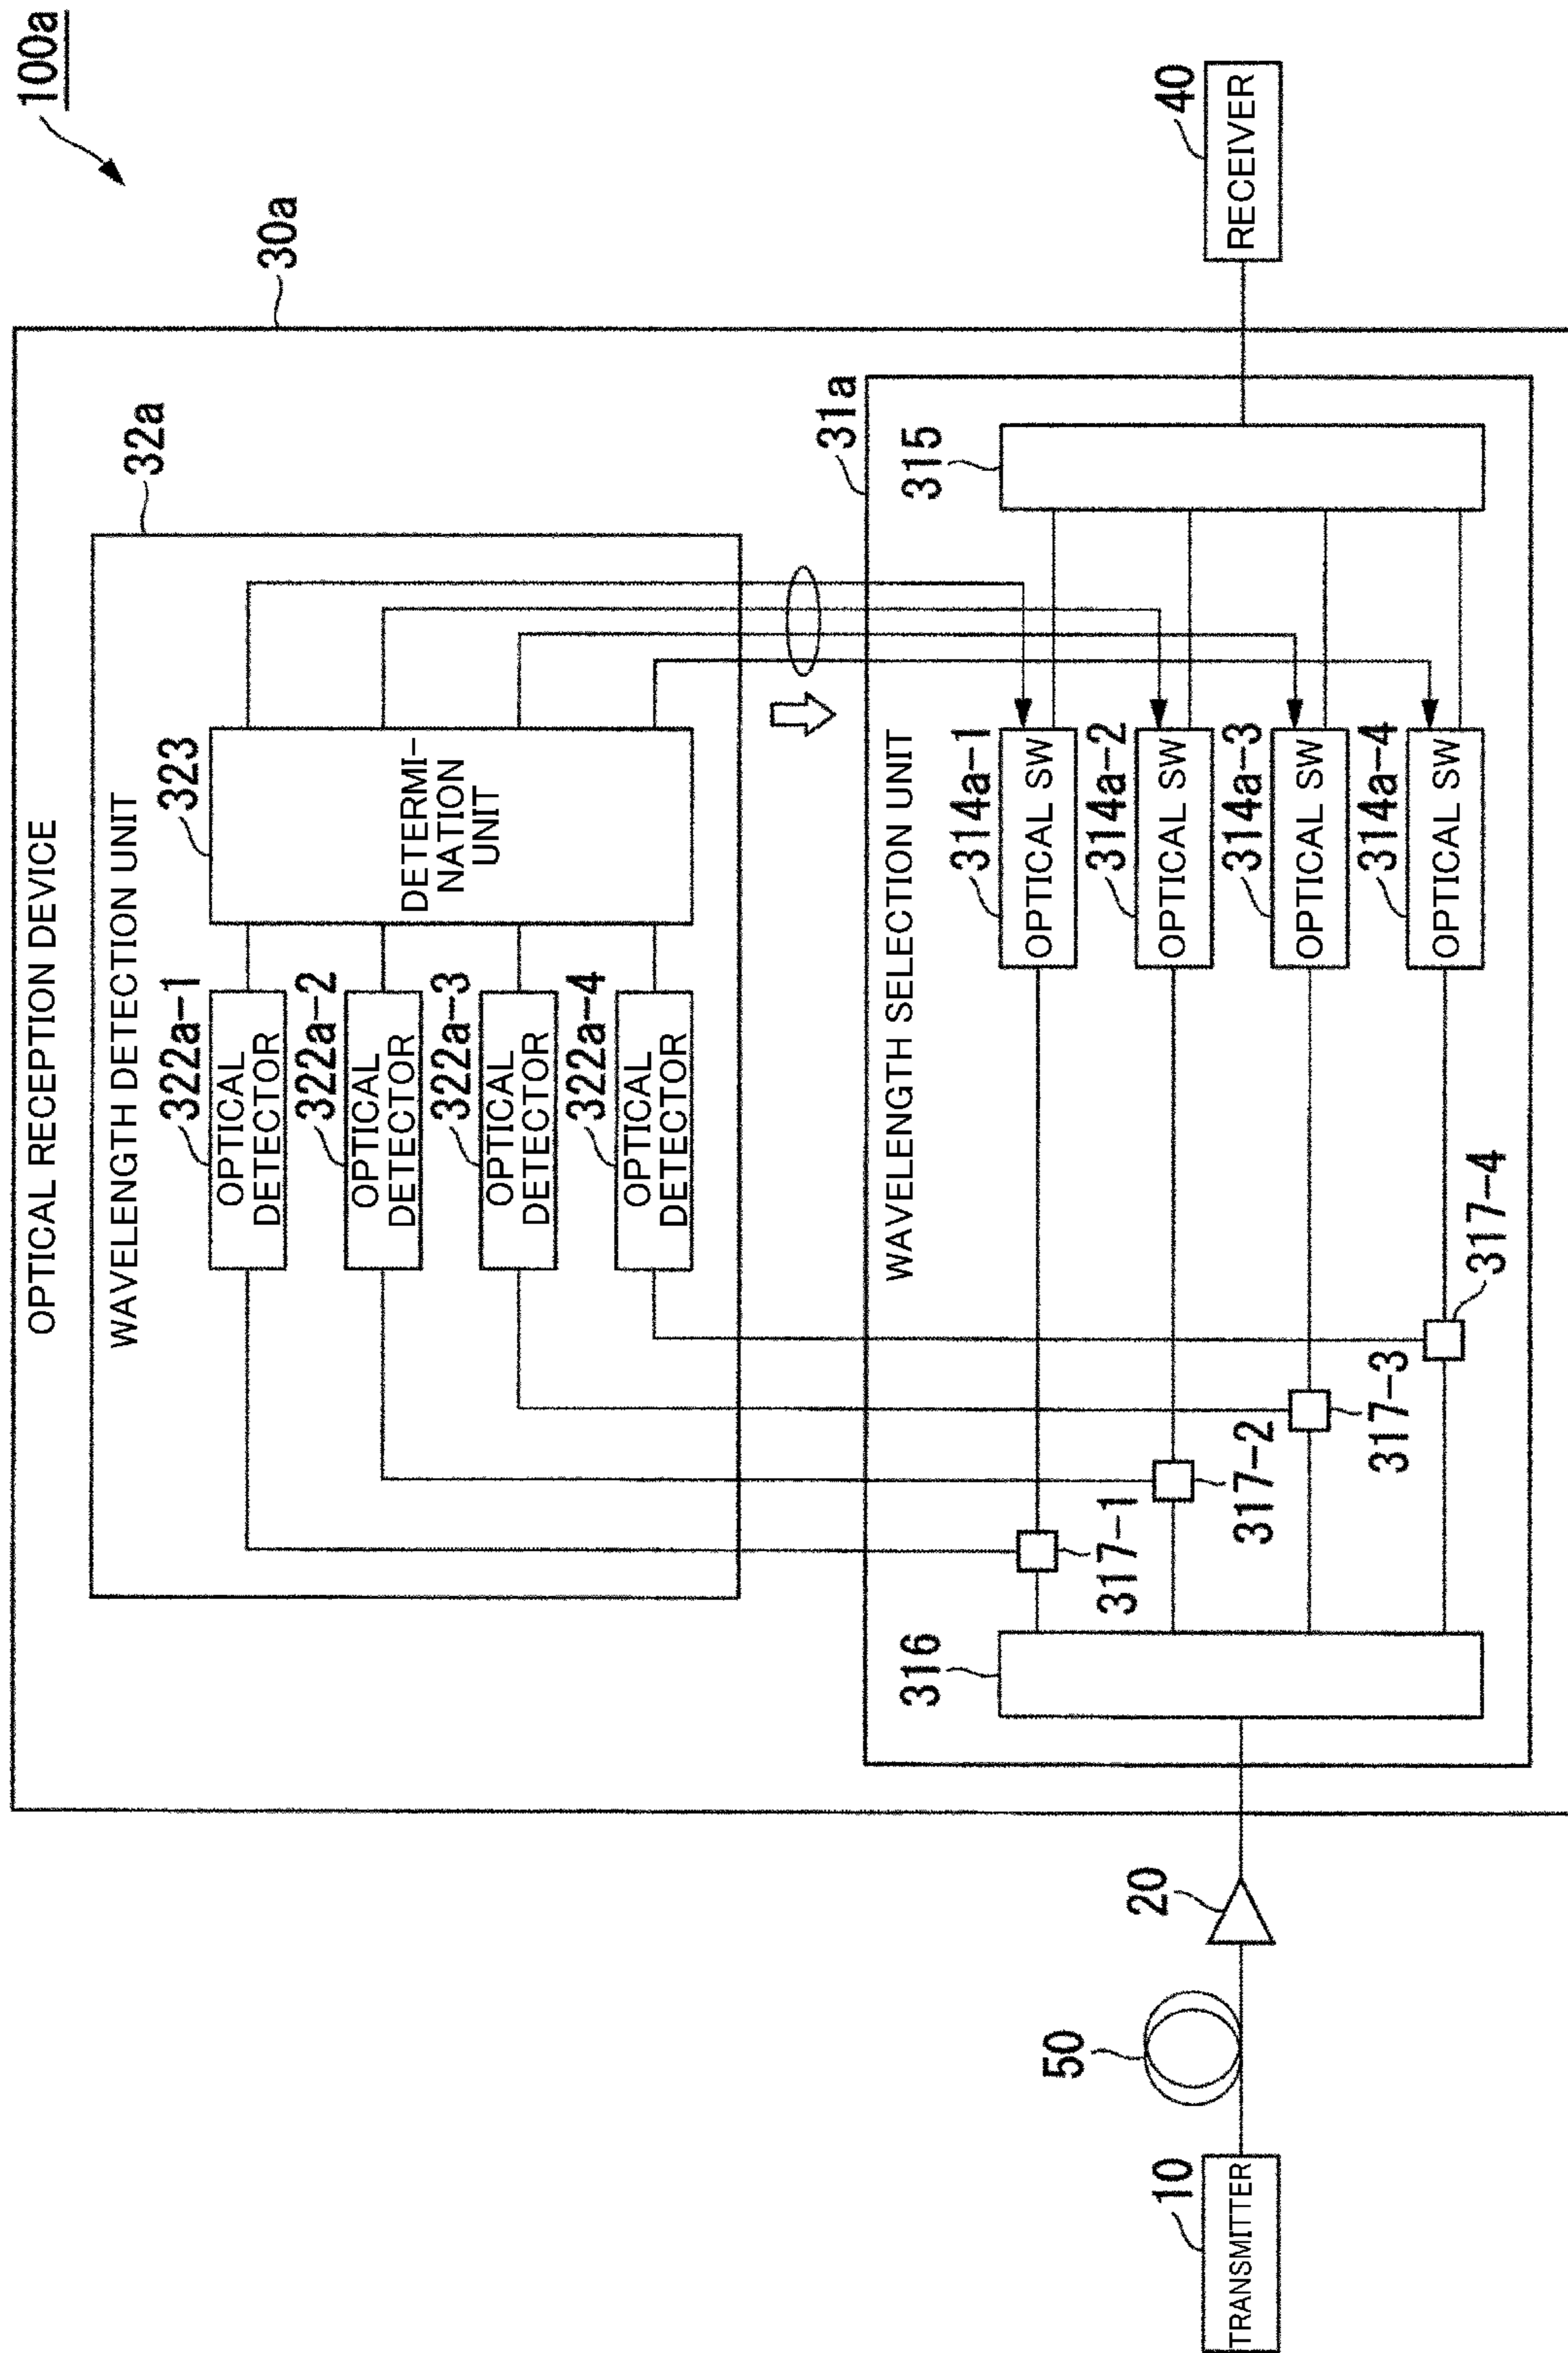 100a
30a
OPTICAL RECEPTION DEVICE
32a
WAVELENGTH DETECTION UNIT
322a-1
OPTICAL
DETECTOR
322a-2
OPTICAL
DETECTOR
322a-3
OPTICAL
DETECTOR
322a-4
OPTICAL
DETECTOR
323
DETERMI-
NATION
UNIT
31a
WAVELENGTH SELECTION UNIT
316
317-1
317-2
317-3
317-4
314a-1
OPTICAL SW
314a-2
OPTICAL SW
314a-3
OPTICAL SW
314a-4
OPTICAL SW
315
10
TRANSMITTER
50
20
40
RECEIVER